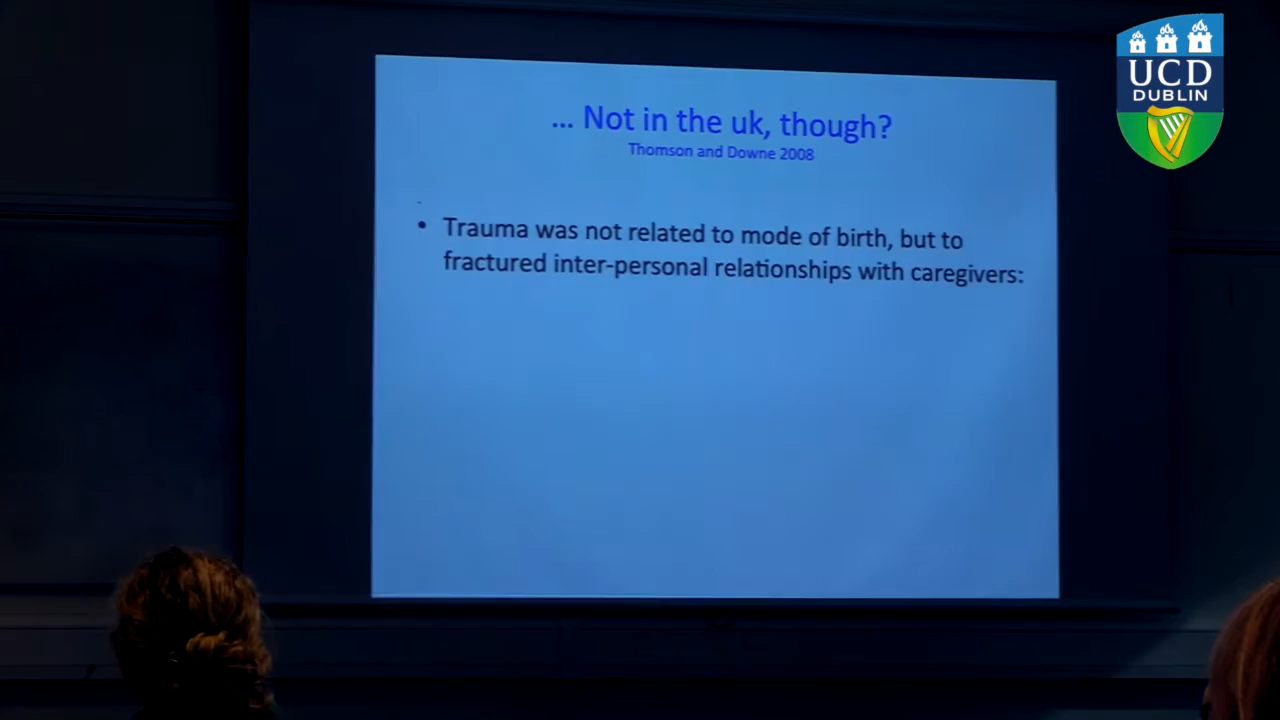 ... Not in the uk, though?
Thomson and Downe 2008
• Trauma was not related to mode of birth, but to
fractured inter-personal relationships with caregivers:
UCD
DUBLIN